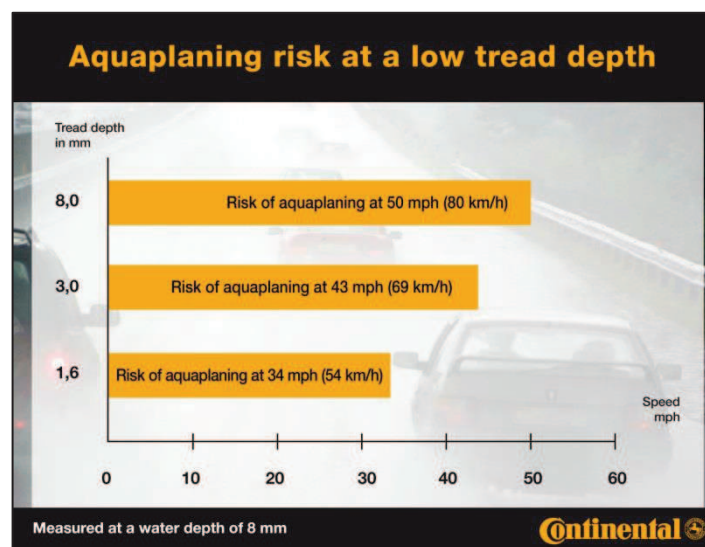 Aquaplaning risk at a low tread depth
Tread depth
in mm
8,0
Risk of aquaplaning at 50 mph (80 km/h)
3,0
Risk of aquaplaning at 43 mph (69 km/h)
1,6
Risk of aquaplaning at 34 mph (54 km/h)
Speed
mph
0 10 20 30 40 50 60
Measured at a water depth of 8 mm
Continental